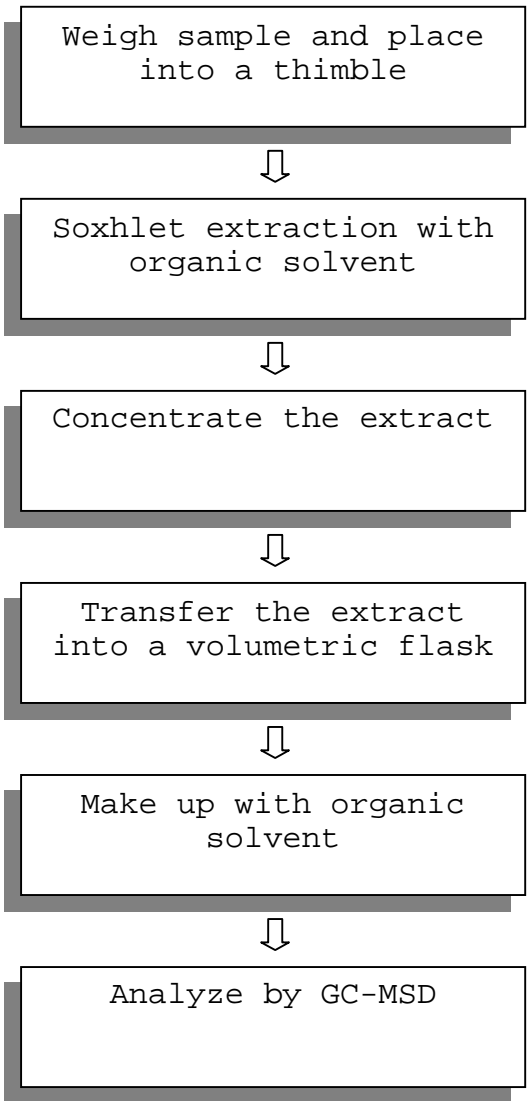 Weigh sample and place
into a thimble
Soxhlet extraction with
organic solvent
Concentrate the extract
Transfer the extract
into a volumetric flask
Make up with organic
solvent
Analyze by GC-MSD